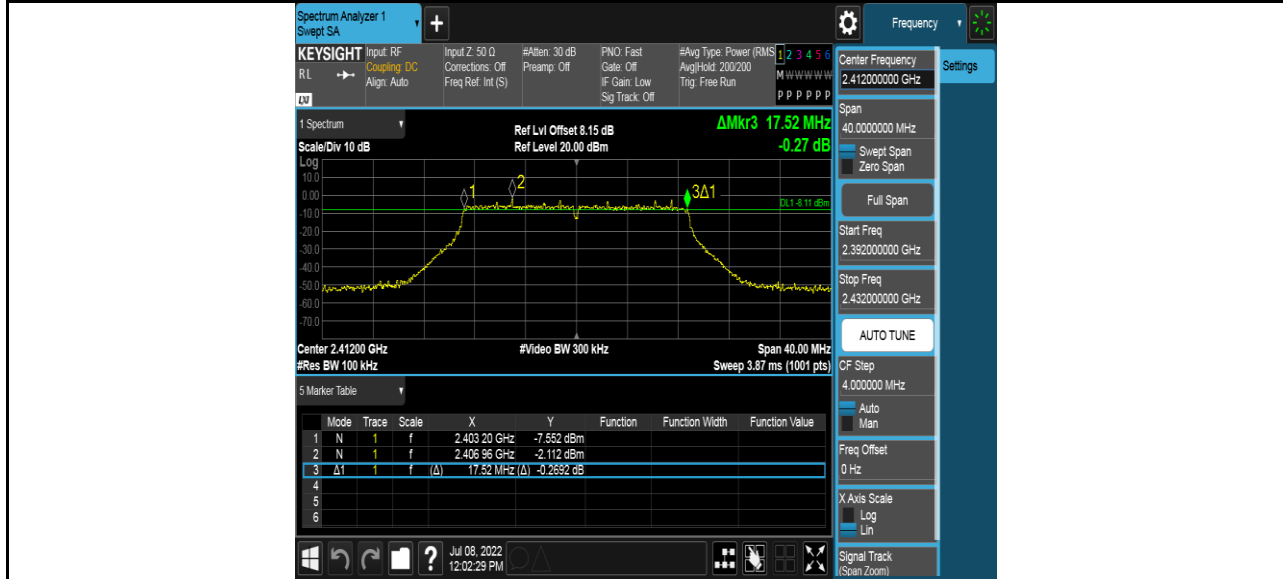 Spectrum Analyzer 1
Swept SA
Frequency
KEYSIGHT
RL
LXI
Input: RF
Coupling: DC
Align: Auto
Input Z: 50 Ω
Corrections: Off
Freq Ref: Int (S)
#Atten: 30 dB
Preamp: Off
PNO: Fast
Gate: Off
IF Gain: Low
Sig Track: Off
#Avg Type: Power (RMS
Avg|Hold: 200/200
Trig: Free Run
1 2 3 4 5 6
M W W W W W
P P P P P P
1 Spectrum
Scale/Div 10 dB
Ref Lvl Offset 8.15 dB
Ref Level 20.00 dBm
ΔMkr3 17.52 MHz
-0.27 dB
Log
10.0
0.00
-10.0
-20.0
-30.0
-40.0
-50.0
-60.0
-70.0
1
2
3Δ1
DL1 -8.11 dBm
Center 2.41200 GHz
#Res BW 100 kHz
#Video BW 300 kHz
Span 40.00 MHz
Sweep 3.87 ms (1001 pts)
5 Marker Table
Mode Trace Scale X Y Function Function Width Function Value
1 N 1 f 2.403 20 GHz -7.552 dBm
2 N 1 f 2.406 96 GHz -2.112 dBm
3 Δ1 1 f (Δ) 17.52 MHz (Δ) -0.2692 dB
4
5
6
Jul 08, 2022
12:02:29 PM
Center Frequency
2.412000000 GHz
Settings
Span
40.0000000 MHz
Swept Span
Zero Span
Full Span
Start Freq
2.392000000 GHz
Stop Freq
2.432000000 GHz
AUTO TUNE
CF Step
4.000000 MHz
Auto
Man
Freq Offset
0 Hz
X Axis Scale
Log
Lin
Signal Track
(Span Zoom)